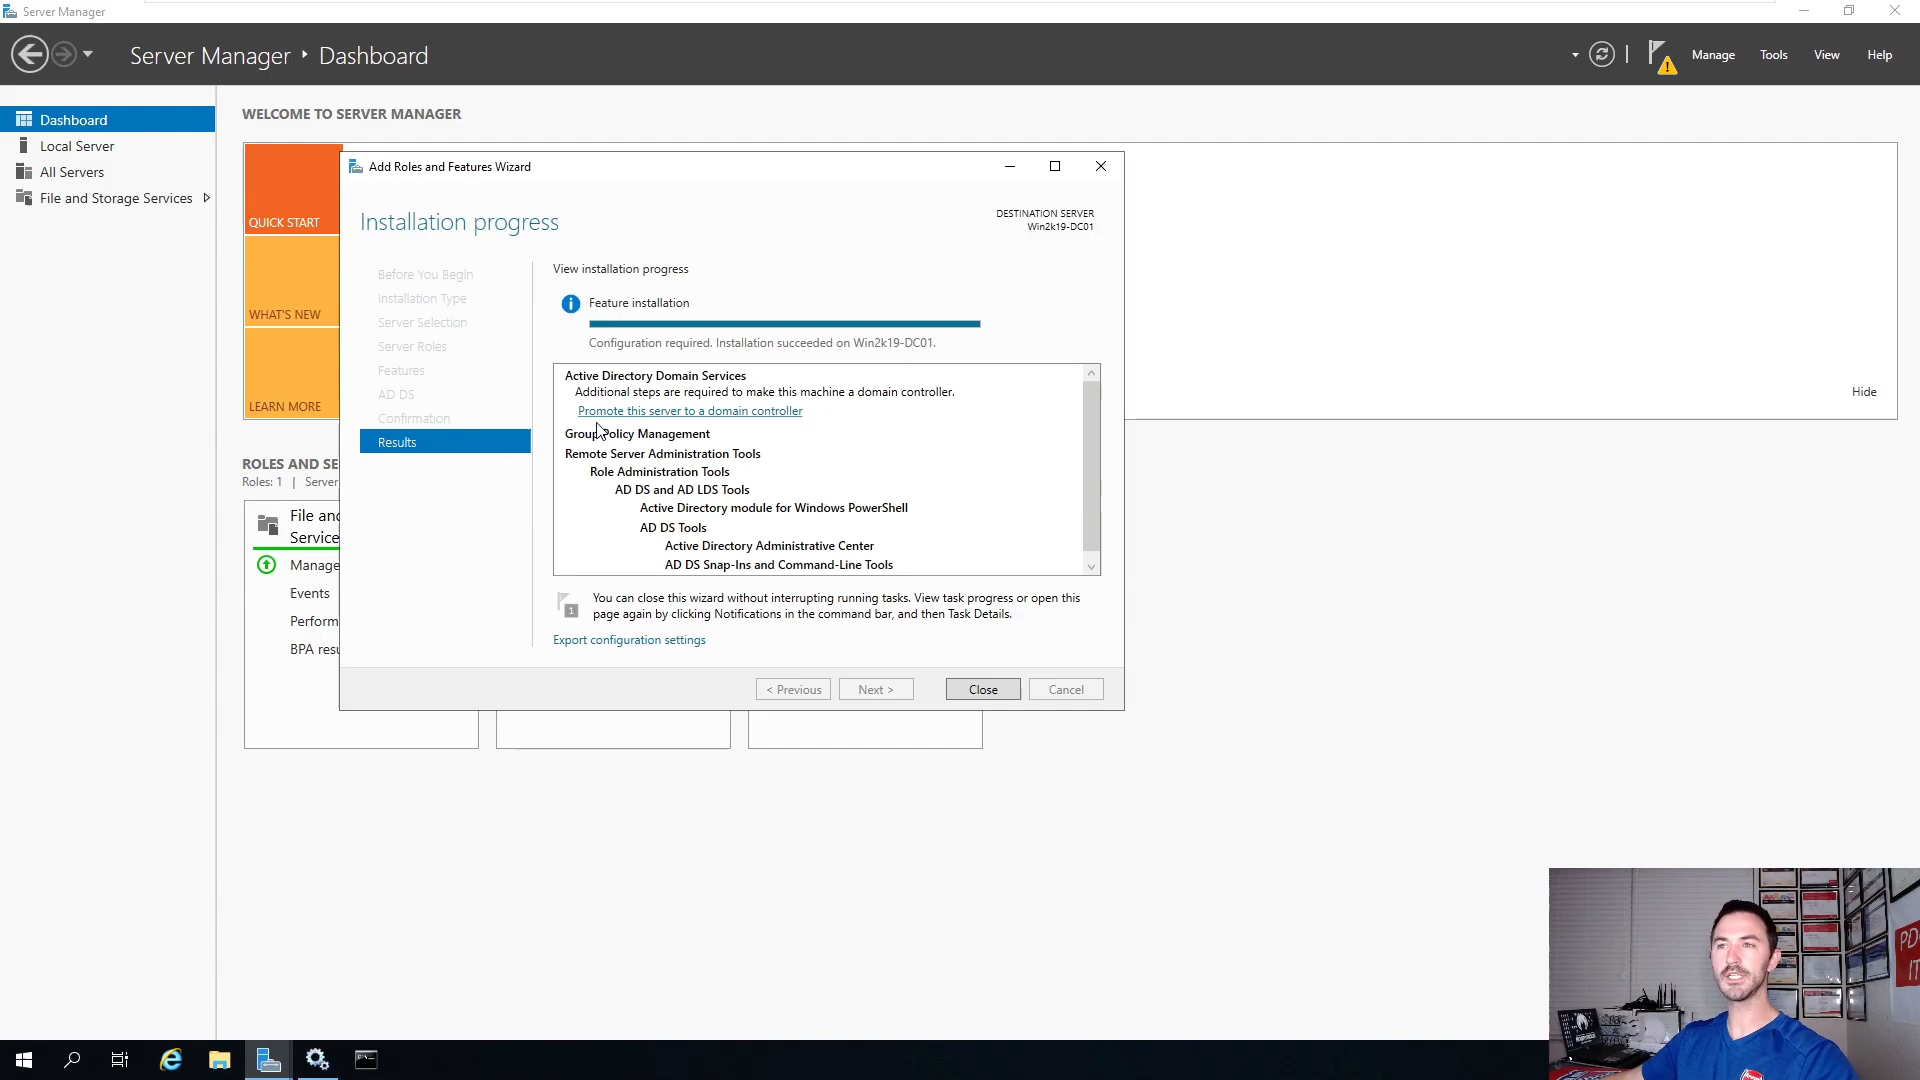 Server Manager
Server Manager ‣ Dashboard
Manage
Tools
View
Help
Dashboard
Local Server
All Servers
File and Storage Services
WELCOME TO SERVER MANAGER
QUICK START
WHAT'S NEW
LEARN MORE
Hide
ROLES AND SE
Roles: 1 | Server
File and
Service
Manage
Events
Perform
BPA resu
Add Roles and Features Wizard
Installation progress
DESTINATION SERVER
Win2k19-DC01
Before You Begin
Installation Type
Server Selection
Server Roles
Features
AD DS
Confirmation
Results
View installation progress
Feature installation
Configuration required. Installation succeeded on Win2k19-DC01.
Active Directory Domain Services
Additional steps are required to make this machine a domain controller.
Promote this server to a domain controller
Group Policy Management
Remote Server Administration Tools
Role Administration Tools
AD DS and AD LDS Tools
Active Directory module for Windows PowerShell
AD DS Tools
Active Directory Administrative Center
AD DS Snap-Ins and Command-Line Tools
1
You can close this wizard without interrupting running tasks. View task progress or open this
page again by clicking Notifications in the command bar, and then Task Details.
Export configuration settings
< Previous
Next >
Close
Cancel